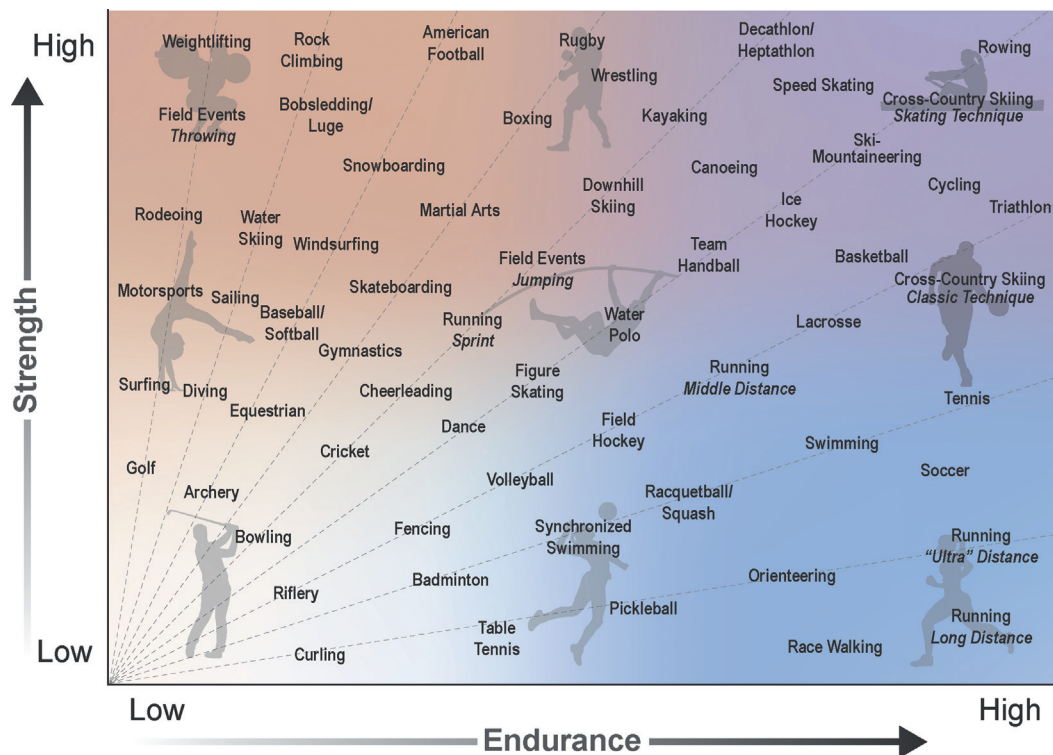 High
Weightlifting
Rock
Climbing
American
Football
Rugby
Decathlon/
Heptathlon
Rowing
Wrestling
Speed Skating
Field Events
Throwing
Bobsledding/
Luge
Boxing
Kayaking
Cross-Country Skiing
Skating Technique
Snowboarding
Canoeing
Ski-
Mountaineering
Downhill
Skiing
Cycling
Rodeoing
Water
Skiing
Martial Arts
Ice
Hockey
Triathlon
Windsurfing
Team
Handball
Basketball
Field Events
Jumping
Cross-Country Skiing
Classic Technique
Motorsports
Sailing
Skateboarding
Baseball/
Softball
Running
Sprint
Water
Polo
Lacrosse
Gymnastics
Running
Middle Distance
Surfing
Diving
Cheerleading
Figure
Skating
Tennis
Equestrian
Dance
Field
Hockey
Cricket
Swimming
Golf
Volleyball
Soccer
Archery
Racquetball/
Squash
Bowling
Fencing
Synchronized
Swimming
Running
"Ultra" Distance
Riflery
Badminton
Orienteering
Pickleball
Running
Long Distance
Table
Tennis
Curling
Race Walking
Strength
Low
Low
High
Endurance